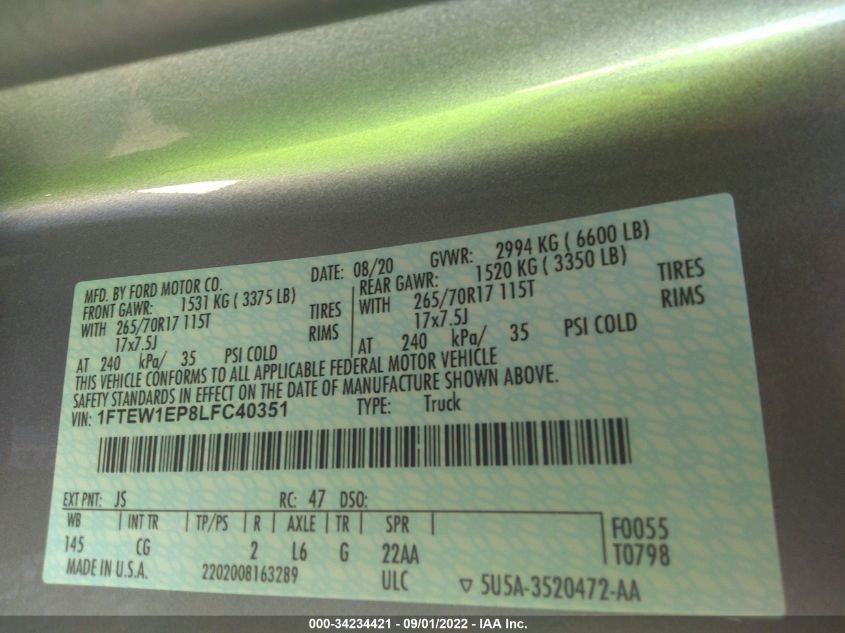 MFD. BY FORD MOTOR CO. DATE: 08/20 GVWR: 2994 KG ( 6600 LB)
FRONT GAWR: 1531 KG ( 3375 LB) REAR GAWR: 1520 KG ( 3350 LB)
WITH 265/70R17 115T TIRES WITH 265/70R17 115T TIRES
17x7.5J RIMS 17x7.5J RIMS
AT 240 kPa/ 35 PSI COLD AT 240 kPa/ 35 PSI COLD
THIS VEHICLE CONFORMS TO ALL APPLICABLE FEDERAL MOTOR VEHICLE
SAFETY STANDARDS IN EFFECT ON THE DATE OF MANUFACTURE SHOWN ABOVE.
VIN: 1FTEW1EP8LFC40351 TYPE: Truck
EXT PNT: JS RC: 47 DSO:
WB INT TR TP/PS R AXLE TR SPR F0055
145 CG 2 L6 G 22AA T0798
MADE IN U.S.A. 2202008163289 ULC ▽ 5U5A-3520472-AA
000-34234421 - 09/01/2022 - IAA Inc.